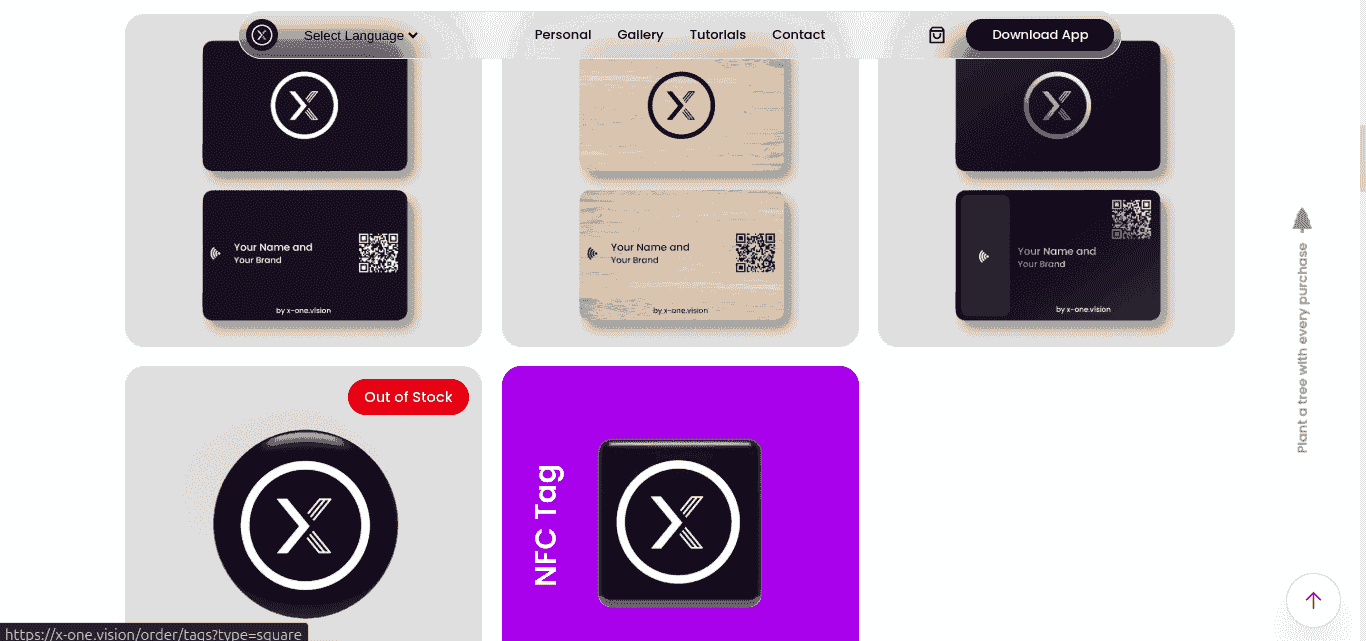 Select Language
Personal
Gallery
Tutorials
Contact
Download App
Your Name and
Your Brand
by x-one.vision
Your Name and
Your Brand
by x-one.vision
Your Name and
Your Brand
by x-one.vision
Plant a tree with every purchase
Out of Stock
NFC Tag
https://x-one.vision/order/tags?type=square